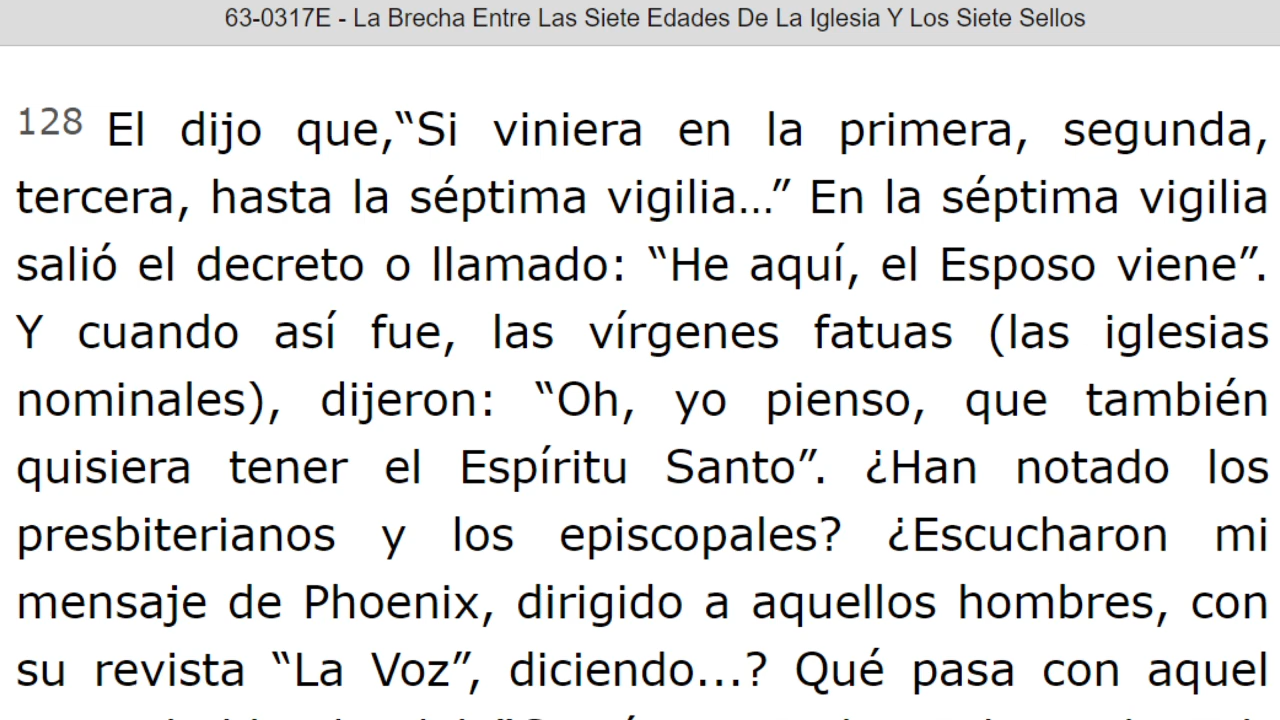 63-0317E - La Brecha Entre Las Siete Edades De La Iglesia Y Los Siete Sellos
128 El dijo que,“Si viniera en la primera, segunda,
tercera, hasta la séptima vigilia...” En la séptima vigilia
salió el decreto o llamado: “He aquí, el Esposo viene”.
Y cuando así fue, las vírgenes fatuas (las iglesias
nominales), dijeron: “Oh, yo pienso, que también
quisiera tener el Espíritu Santo”. ¿Han notado los
presbiterianos y los episcopales? ¿Escucharon mi
mensaje de Phoenix, dirigido a aquellos hombres, con
su revista “La Voz”, diciendo...? Qué pasa con aquel